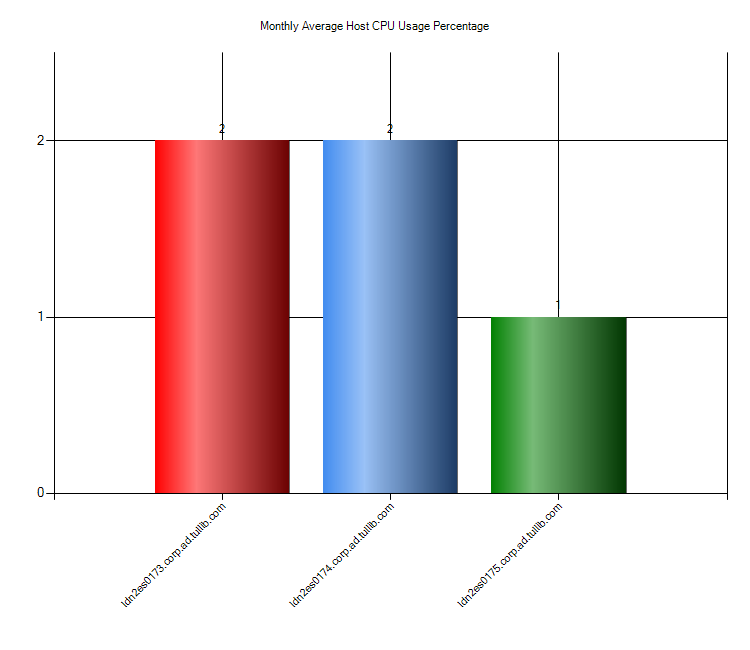 Monthly Average Host CPU Usage Percentage
2
2
2
1
1
0
ldn2es0173.corp.ad.tullib.com
ldn2es0174.corp.ad.tullib.com
ldn2es0175.corp.ad.tullib.com